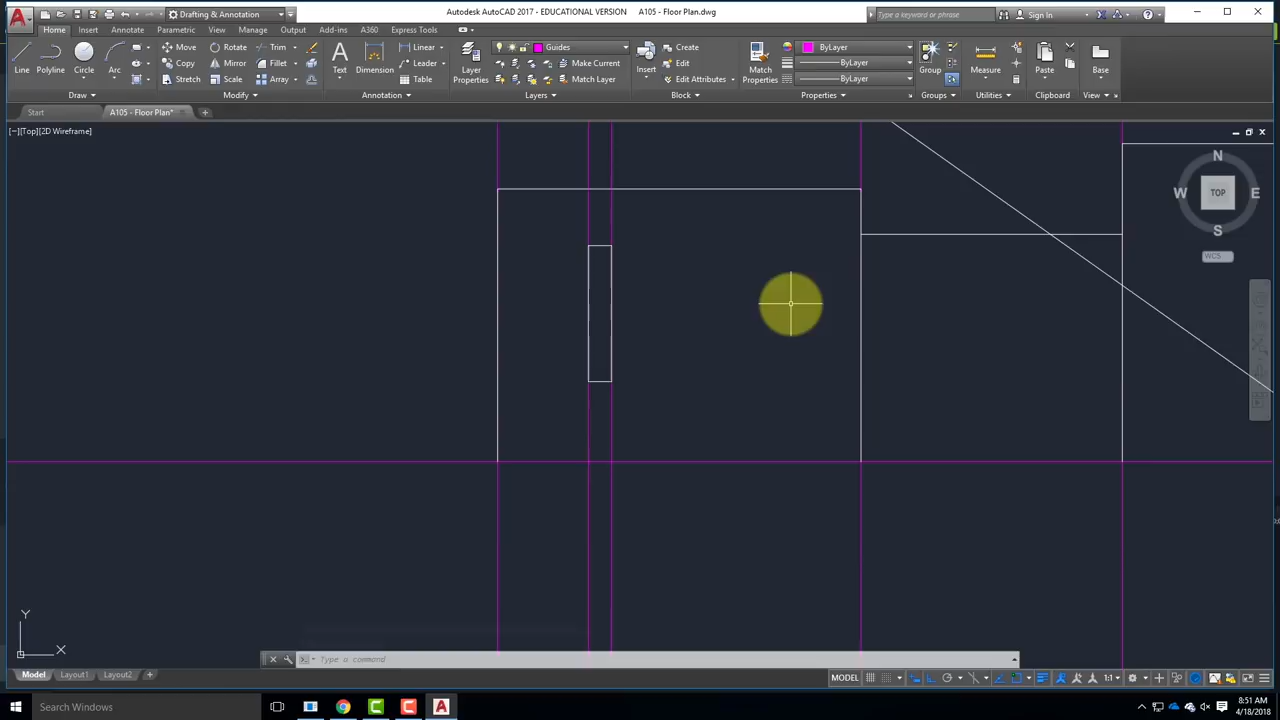 Drafting & Annotation
Autodesk AutoCAD 2017 - EDUCATIONAL VERSION    A105 - Floor Plan.dwg
Type a keyword or phrase
Sign In
Home Insert Annotate Parametric View Manage Output Add-ins A360 Express Tools
Line Polyline Circle Arc
Move Rotate Trim
Copy Mirror Fillet
Stretch Scale Array
Text Dimension
Linear
Leader
Table
Layer Properties
Guides
Make Current
Match Layer
Insert
Create
Edit
Edit Attributes
Match Properties
ByLayer
ByLayer
ByLayer
Group
Measure
Paste
Base
Draw Modify Annotation Layers Block Properties Groups Utilities Clipboard View
Start A105 - Floor Plan*
[−][Top][2D Wireframe]
N
W TOP E
S
WCS
Y
X
Type a command
Model Layout1 Layout2
MODEL 1:1
Search Windows
8:51 AM
4/18/2018